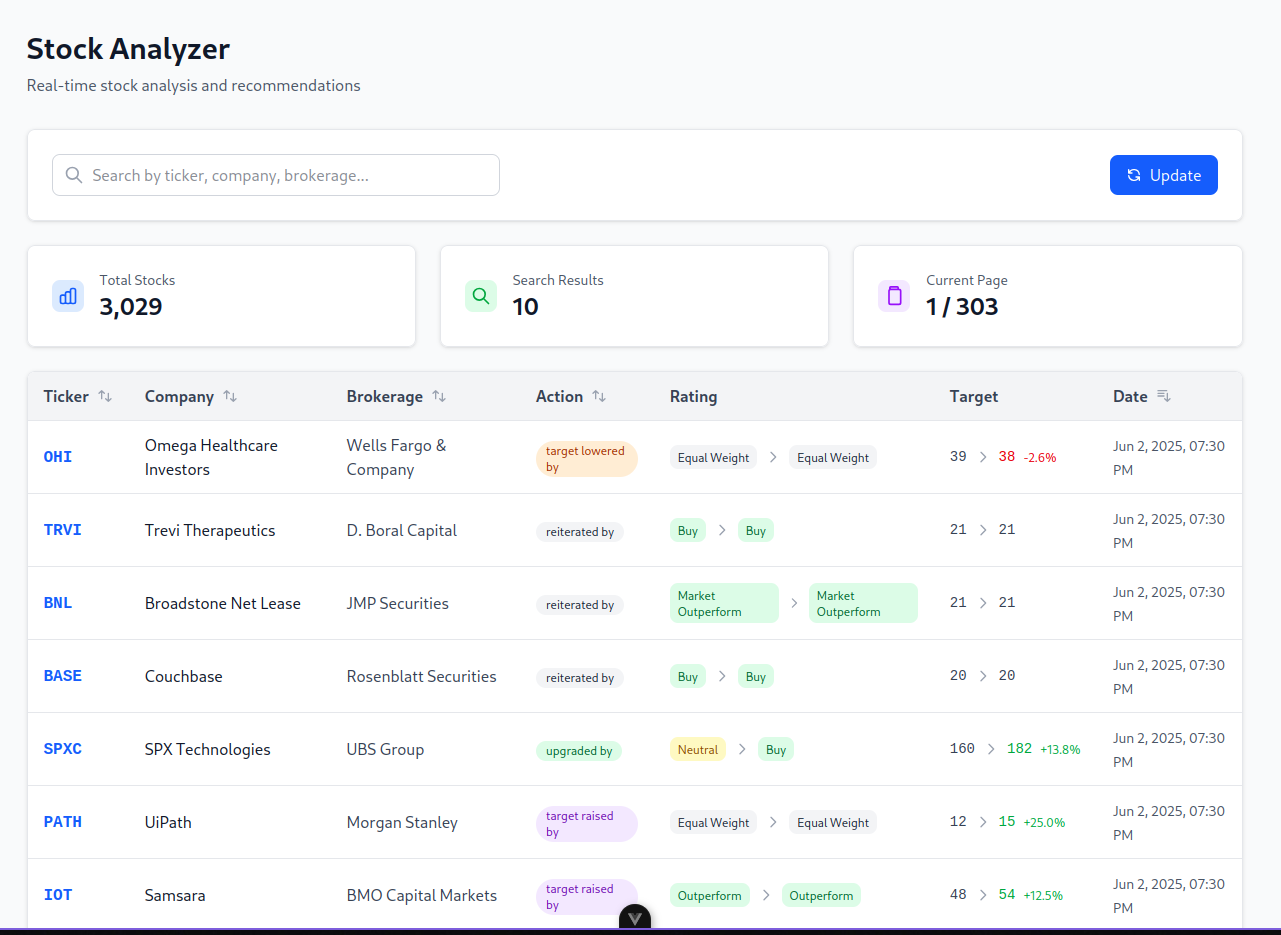 Stock Analyzer
Real-time stock analysis and recommendations
Search by ticker, company, brokerage...
Update
Total Stocks
3,029
Search Results
10
Current Page
1 / 303
Ticker Company Brokerage Action Rating Target Date
OHI Omega Healthcare Investors Wells Fargo & Company target lowered by Equal Weight > Equal Weight 39 > 38 -2.6% Jun 2, 2025, 07:30 PM
TRVI Trevi Therapeutics D. Boral Capital reiterated by Buy > Buy 21 > 21 Jun 2, 2025, 07:30 PM
BNL Broadstone Net Lease JMP Securities reiterated by Market Outperform > Market Outperform 21 > 21 Jun 2, 2025, 07:30 PM
BASE Couchbase Rosenblatt Securities reiterated by Buy > Buy 20 > 20 Jun 2, 2025, 07:30 PM
SPXC SPX Technologies UBS Group upgraded by Neutral > Buy 160 > 182 +13.8% Jun 2, 2025, 07:30 PM
PATH UiPath Morgan Stanley target raised by Equal Weight > Equal Weight 12 > 15 +25.0% Jun 2, 2025, 07:30 PM
IOT Samsara BMO Capital Markets target raised by Outperform > Outperform 48 > 54 +12.5% Jun 2, 2025, 07:30 PM